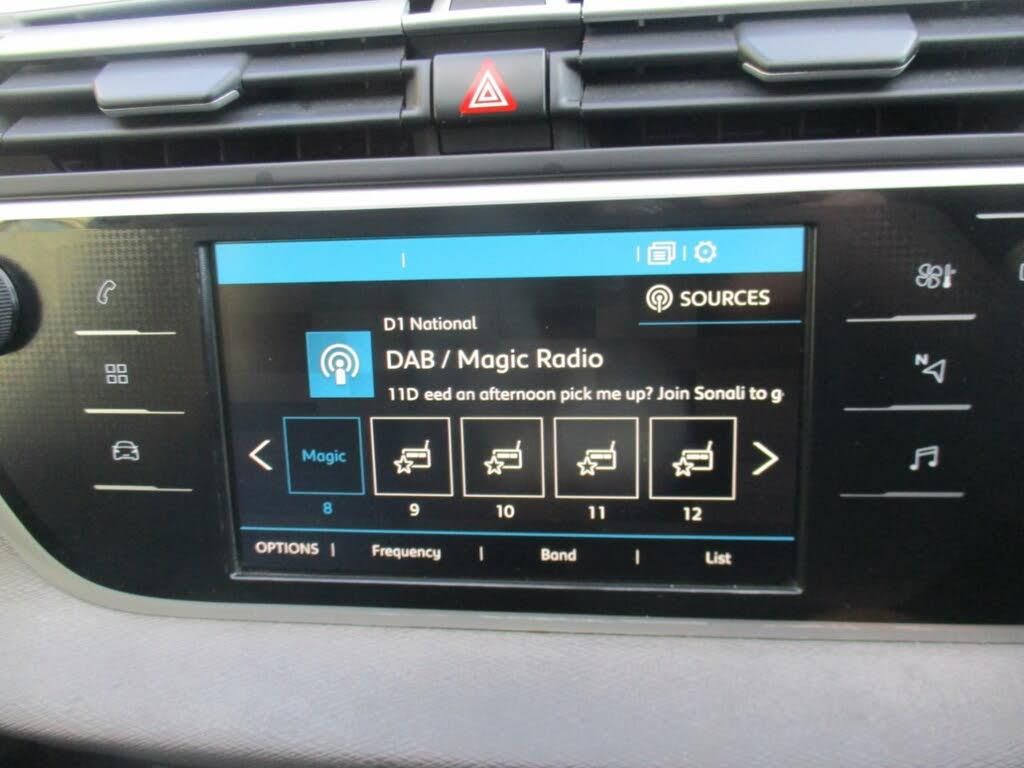 SOURCES
D1 National
DAB / Magic Radio
11D eed an afternoon pick me up? Join Sonali to g
Magic
8 9 10 11 12
OPTIONS | Frequency | Band | List
N